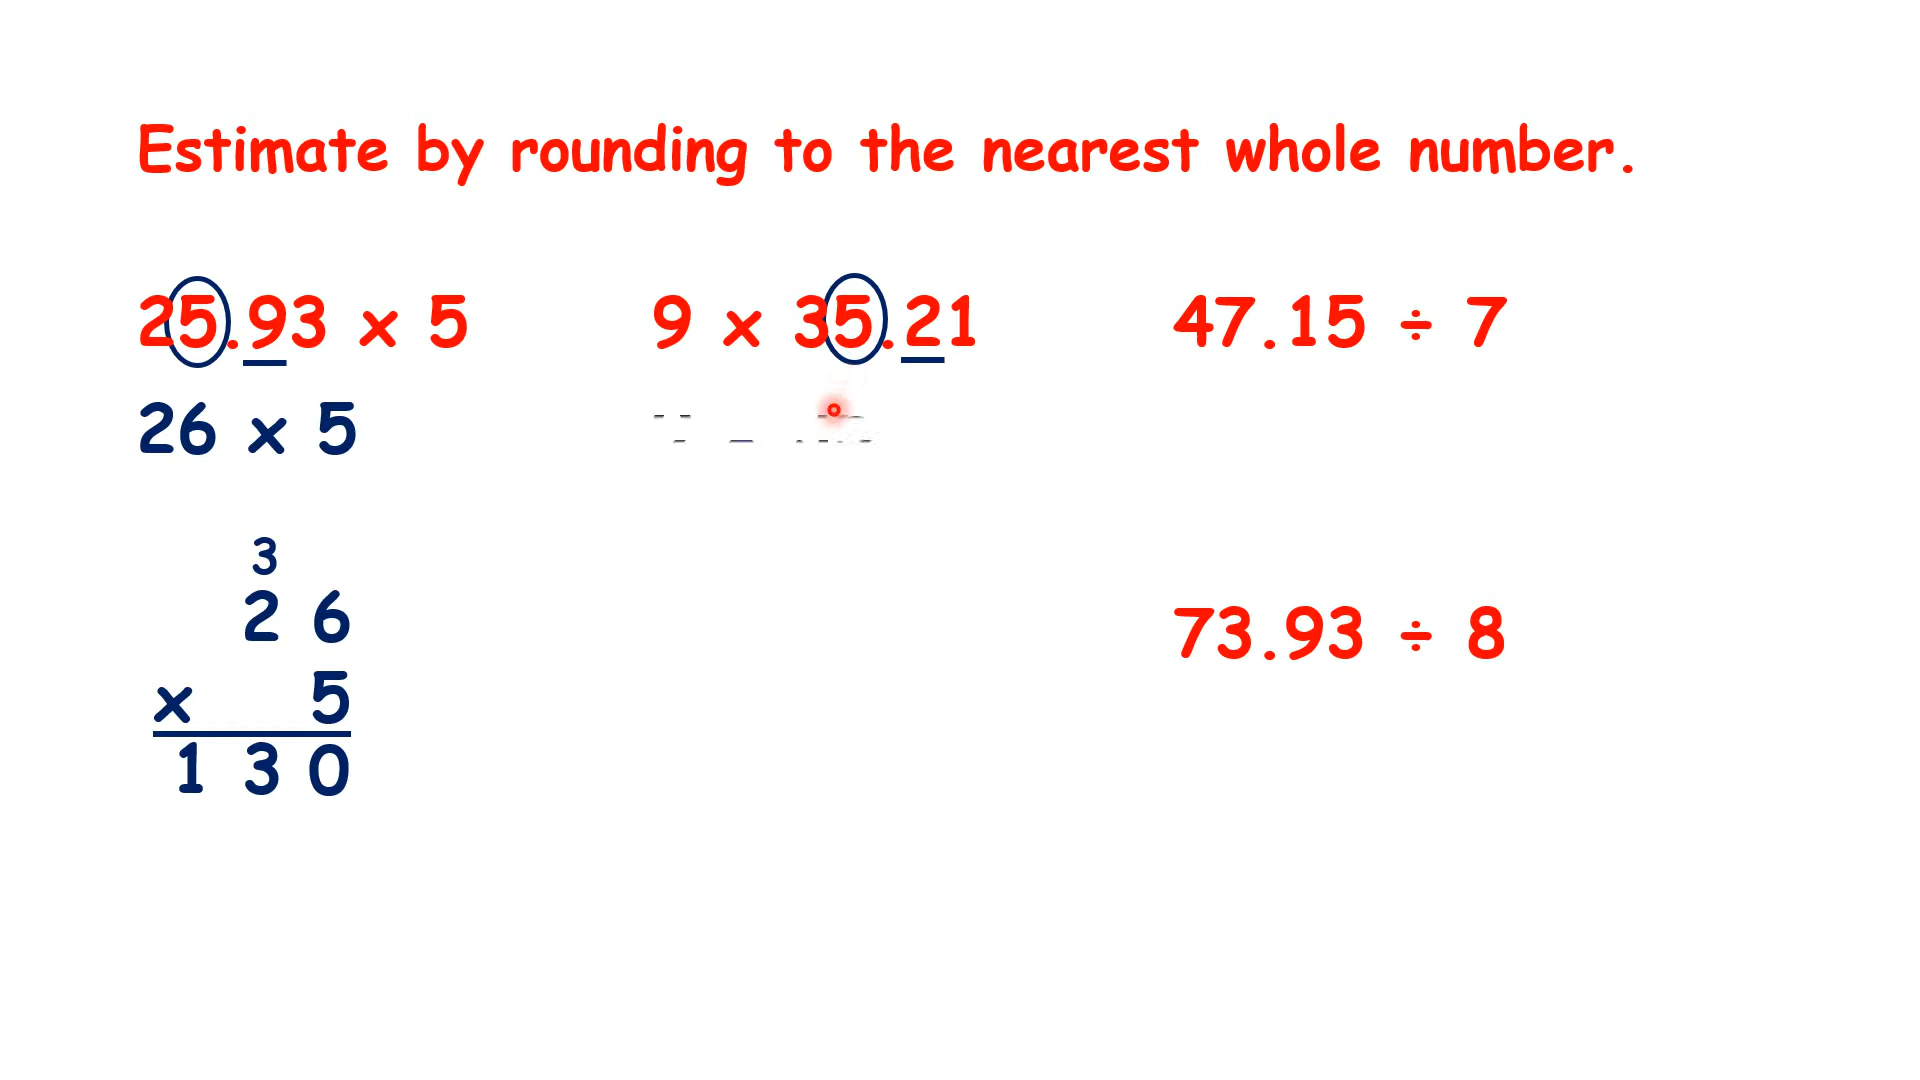 Estimate by rounding to the nearest whole number.
25.93 x 5
9 x 35.21
47.15 ÷ 7
26 x 5
3
2 6
x 5
1 3 0
73.93 ÷ 8